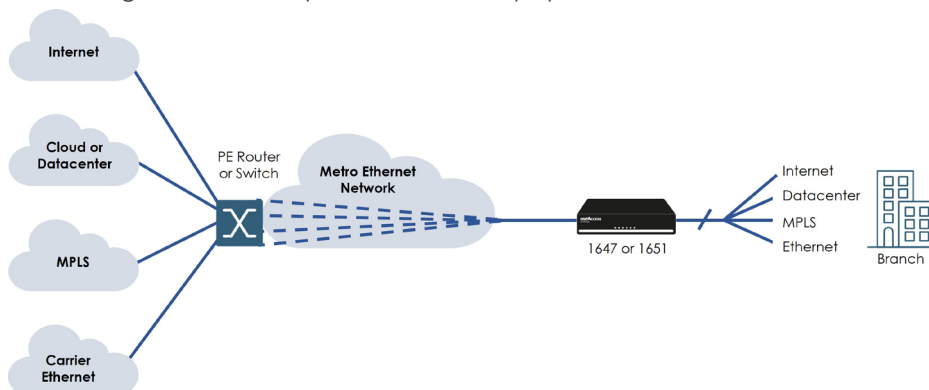 Internet
Cloud or
Datacenter
MPLS
Carrier
Ethernet
PE Router
or Switch
Metro Ethernet
Network
1647 or 1651
Internet
Datacenter
MPLS
Ethernet
Branch